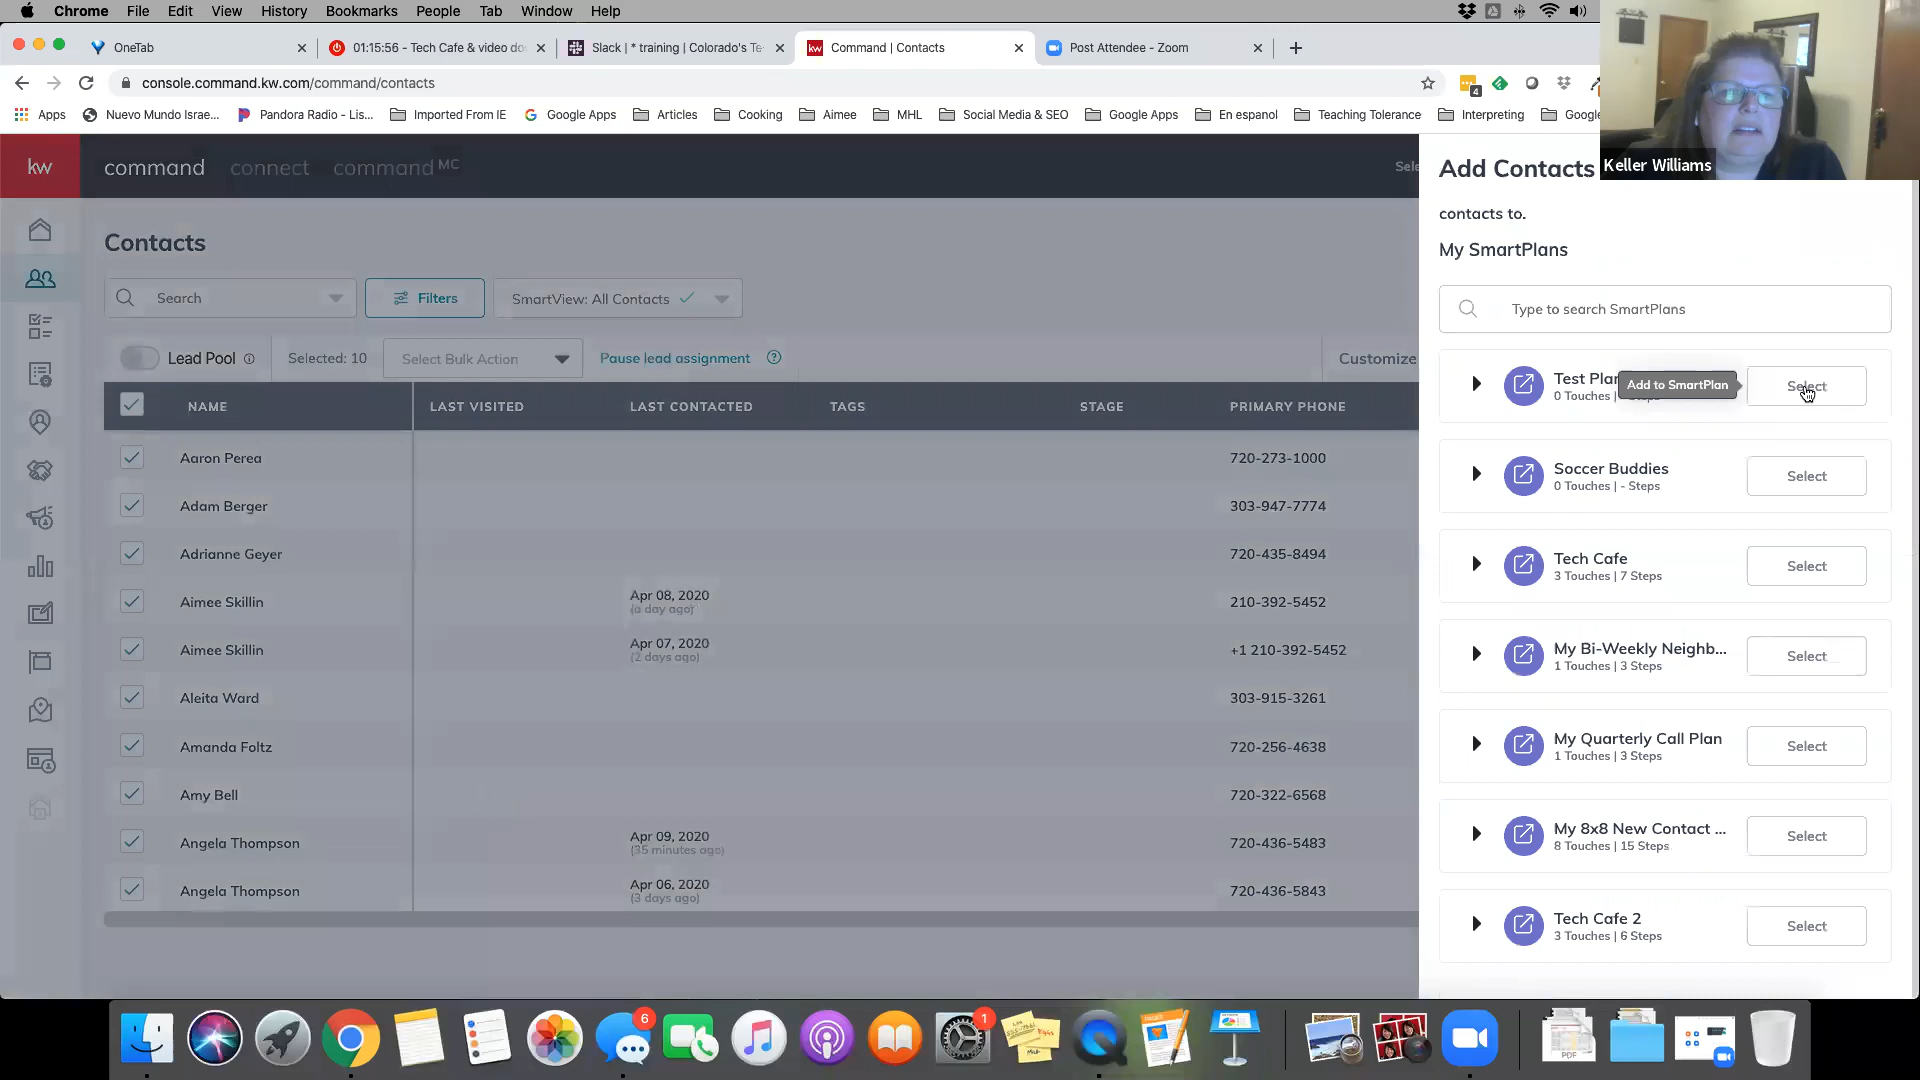 Chrome File Edit View History Bookmarks People Tab Window Help
OneTab
01:15:56 - Tech Cafe & video do
Slack | * training | Colorado's Te
Command | Contacts
Post Attendee - Zoom
console.command.kw.com/command/contacts
4
Apps
Nuevo Mundo Israe...
Pandora Radio - Lis...
Imported From IE
Google Apps
Articles
Cooking
Aimee
MHL
Social Media & SEO
Google Apps
En espanol
Teaching Tolerance
Interpreting
Google
Keller Williams
kw
command connect command MC
Sele
Contacts
Search
Filters
SmartView: All Contacts
Lead Pool
Selected: 10
Select Bulk Action
Pause lead assignment
Customize
NAME LAST VISITED LAST CONTACTED TAGS STAGE PRIMARY PHONE
Aaron Perea 720-273-1000
Adam Berger 303-947-7774
Adrianne Geyer 720-435-8494
Aimee Skillin Apr 08, 2020 210-392-5452
(a day ago)
Aimee Skillin Apr 07, 2020 +1 210-392-5452
(2 days ago)
Aleita Ward 303-915-3261
Amanda Foltz 720-256-4638
Amy Bell 720-322-6568
Angela Thompson Apr 09, 2020 720-436-5483
(35 minutes ago)
Angela Thompson Apr 06, 2020 720-436-5843
(3 days ago)
Add Contacts
contacts to.
My SmartPlans
Type to search SmartPlans
Test Plan
0 Touches |
Add to SmartPlan
Select
Soccer Buddies
0 Touches | - Steps
Select
Tech Cafe
3 Touches | 7 Steps
Select
My Bi-Weekly Neighb...
1 Touches | 3 Steps
Select
My Quarterly Call Plan
1 Touches | 3 Steps
Select
My 8x8 New Contact ...
8 Touches | 15 Steps
Select
Tech Cafe 2
3 Touches | 6 Steps
Select
6
1
PDF